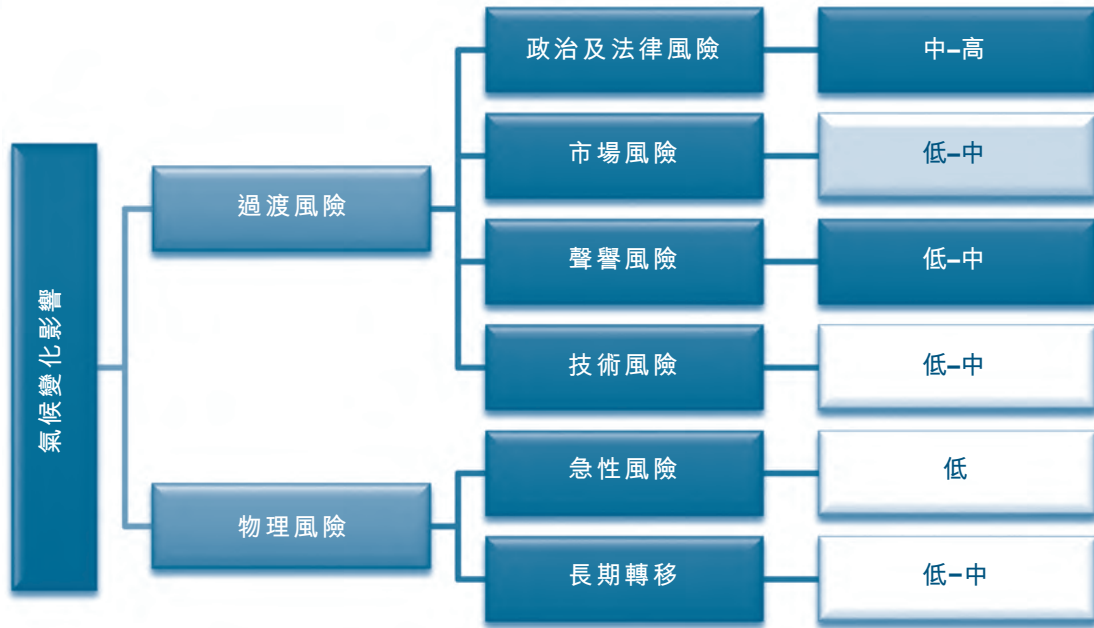 氣候變化影響
過渡風險
政治及法律風險
中–高
市場風險
低–中
聲譽風險
低–中
技術風險
低–中
物理風險
急性風險
低
長期轉移
低–中